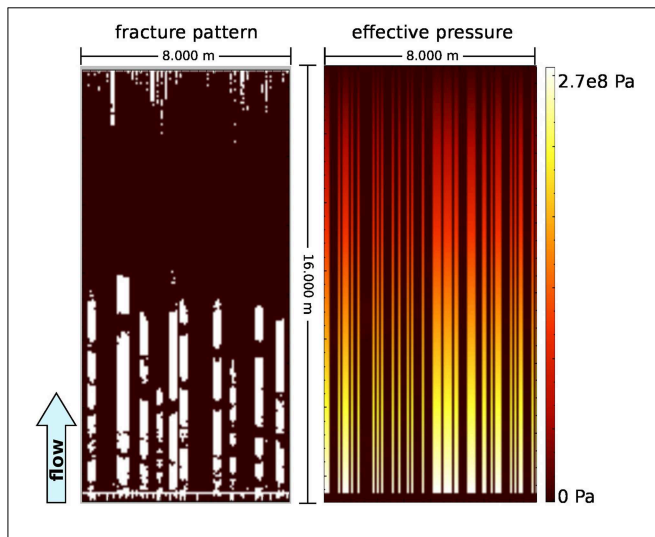 fracture pattern
effective pressure
8.000 m
8.000 m
2.7e8 Pa
16.000 m
flow
0 Pa